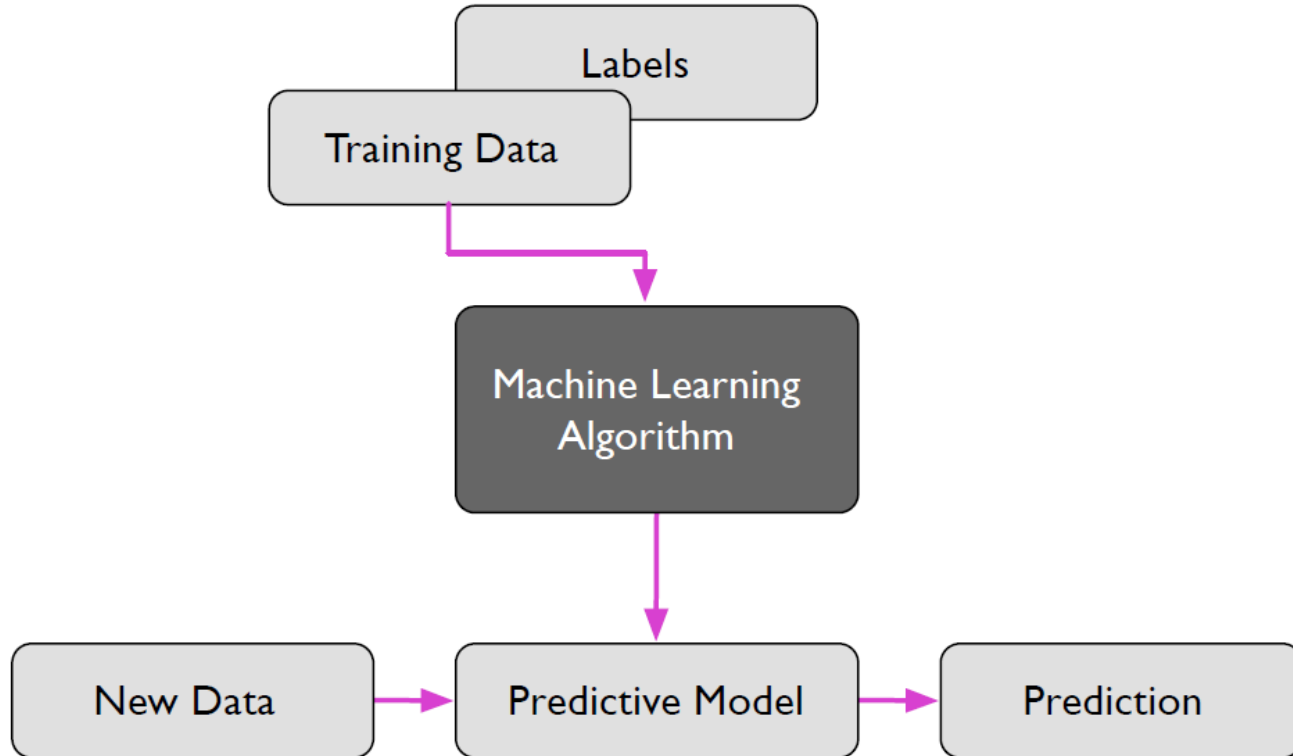 Labels
Training Data
Machine Learning
Algorithm
New Data
Predictive Model
Prediction